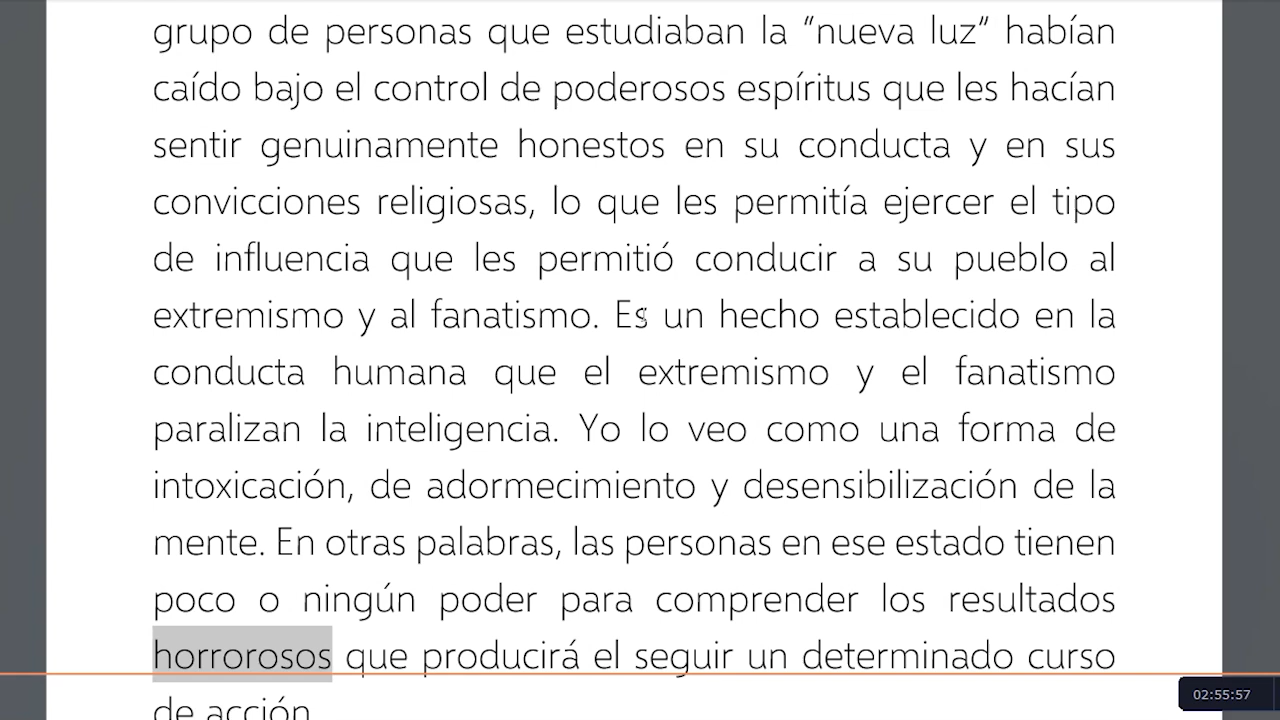 grupo de personas que estudiaban la “nueva luz” habían
caído bajo el control de poderosos espíritus que les hacían
sentir genuinamente honestos en su conducta y en sus
convicciones religiosas, lo que les permitía ejercer el tipo
de influencia que les permitió conducir a su pueblo al
extremismo y al fanatismo. Es un hecho establecido en la
conducta humana que el extremismo y el fanatismo
paralizan la inteligencia. Yo lo veo como una forma de
intoxicación, de adormecimiento y desensibilización de la
mente. En otras palabras, las personas en ese estado tienen
poco o ningún poder para comprender los resultados
horrorosos que producirá el seguir un determinado curso
de acción
02:55:57